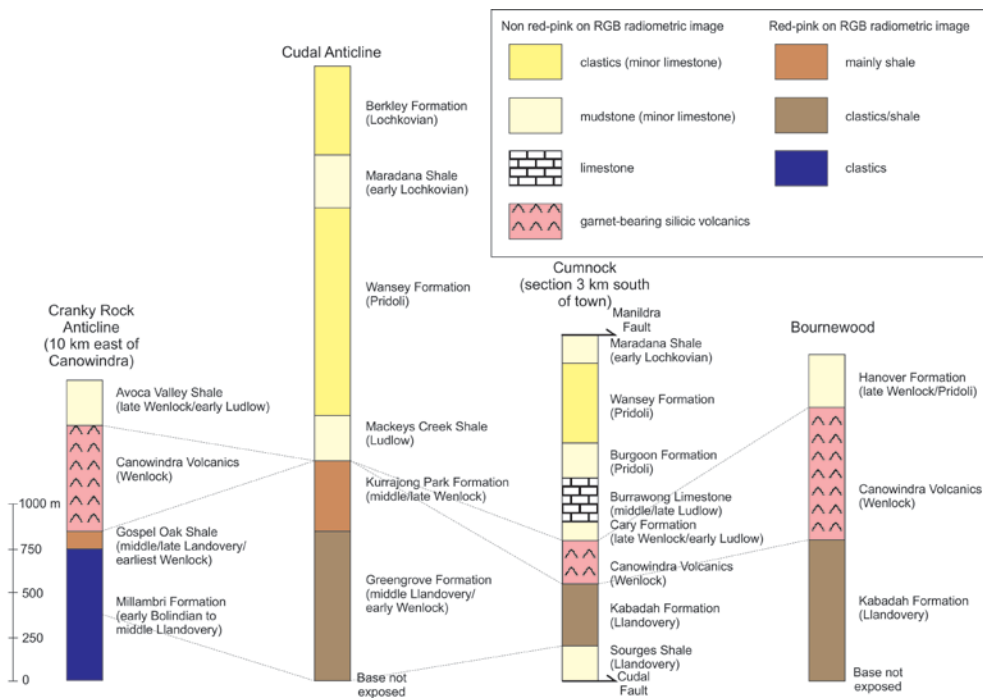 Non red-pink on RGB radiometric image
clastics (minor limestone)
mudstone (minor limestone)
limestone
garnet-bearing silicic volcanics
Red-pink on RGB radiometric image
mainly shale
clastics/shale
clastics
Cranky Rock
Anticline
(10 km east of
Canowindra)
Avoca Valley Shale
(late Wenlock/early Ludlow)
Canowindra Volcanics
(Wenlock)
Gospel Oak Shale
(middle/late Landovery/
earliest Wenlock)
Millambri Formation
(early Bolindian to
middle Llandovery)
1000 m
750
500
250
0
Cudal Anticline
Berkley Formation
(Lochkovian)
Maradana Shale
(early Lochkovian)
Wansey Formation
(Pridoli)
Mackeys Creek Shale
(Ludlow)
Kurrajong Park Formation
(middle/late Wenlock)
Greengrove Formation
(middle Llandovery/
early Wenlock)
Base not
exposed
Cumnock
(section 3 km south
of town)
Manildra
Fault
Maradana Shale
(early Lochkovian)
Wansey Formation
(Pridoli)
Burgoon Formation
(Pridoli)
Burrawong Limestone
(middle/late Ludlow)
Cary Formation
(late Wenlock/early Ludlow)
Canowindra Volcanics
(Wenlock)
Kabadah Formation
(Llandovery)
Sourges Shale
(Llandovery)
Cudal
Fault
Bournewood
Hanover Formation
(late Wenlock/Pridoli)
Canowindra Volcanics
(Wenlock)
Kabadah Formation
(Llandovery)
Base not
exposed